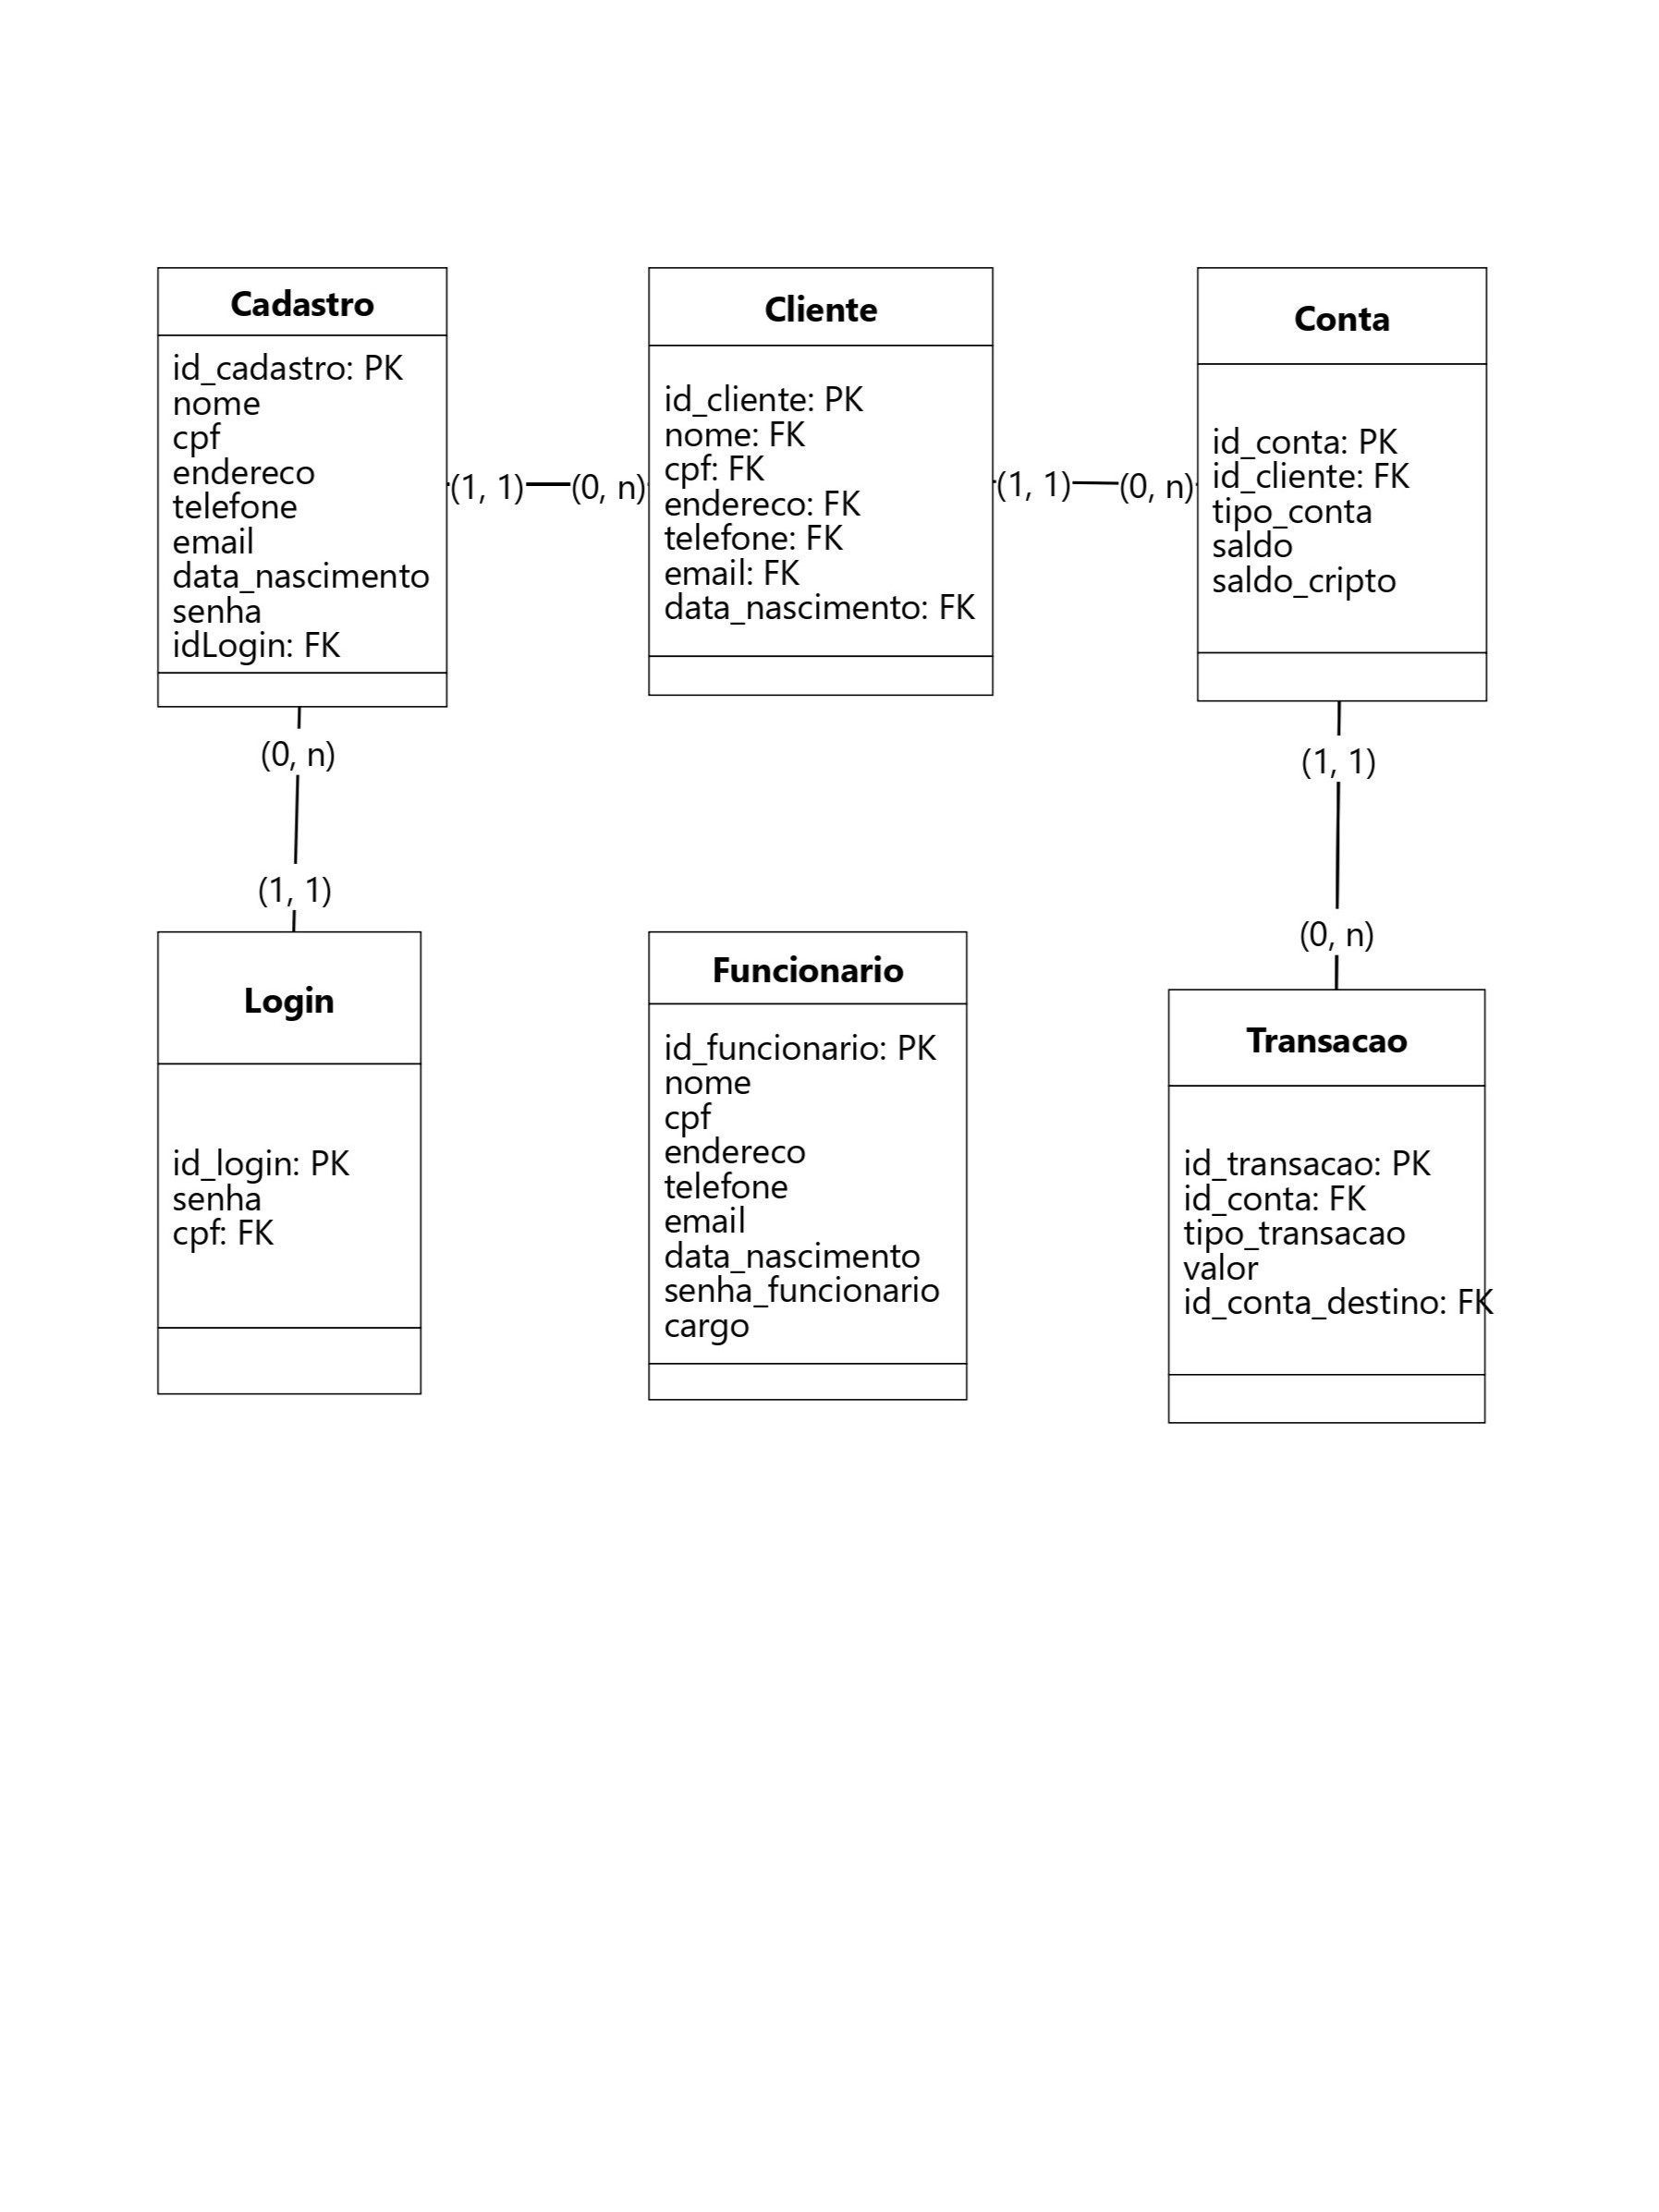 Cadastro
id_cadastro: PK
nome
cpf
endereco
telefone
email
data_nascimento
senha
idLogin: FK
(1, 1)
(0, n)
Cliente
id_cliente: PK
nome: FK
cpf: FK
endereco: FK
telefone: FK
email: FK
data_nascimento: FK
(1, 1)
(0, n)
Conta
id_conta: PK
id_cliente: FK
tipo_conta
saldo
saldo_cripto
(0, n)
(1, 1)
(1, 1)
(0, n)
Login
id_login: PK
senha
cpf: FK
Funcionario
id_funcionario: PK
nome
cpf
endereco
telefone
email
data_nascimento
senha_funcionario
cargo
Transacao
id_transacao: PK
id_conta: FK
tipo_transacao
valor
id_conta_destino: FK